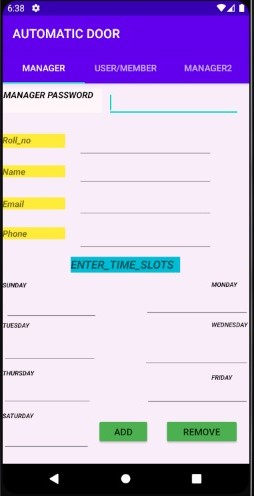 6:38
AUTOMATIC DOOR
MANAGER USER/MEMBER MANAGER2
MANAGER PASSWORD
Roll_no
Name
Email
Phone
ENTER_TIME_SLOTS
SUNDAY MONDAY
TUESDAY WEDNESDAY
THURSDAY FRIDAY
SATURDAY
ADD REMOVE